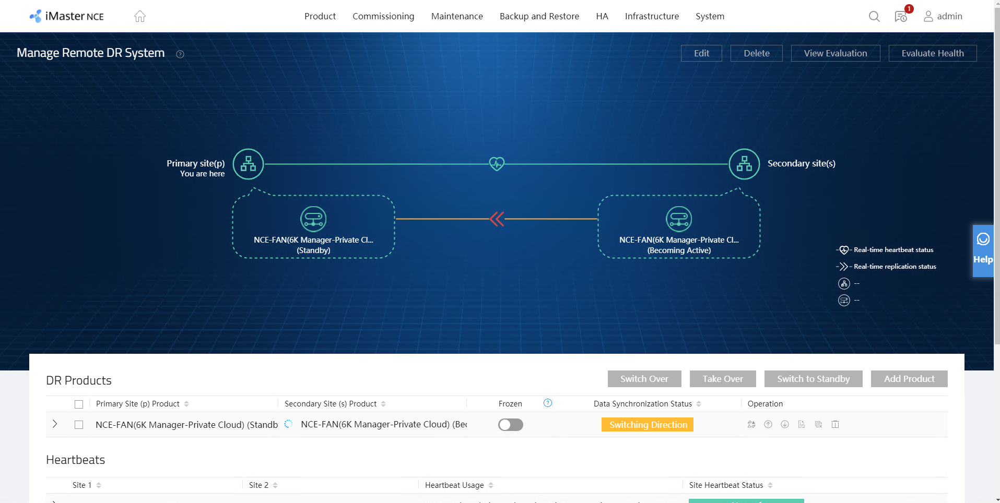 iMaster NCE
Product Commissioning Maintenance Backup and Restore HA Infrastructure System
1
admin
Manage Remote DR System ?
Edit Delete View Evaluation Evaluate Health
Primary site(p)
You are here
Secondary site(s)
NCE-FAN(6K Manager-Private Cl...
(Standby)
NCE-FAN(6K Manager-Private Cl...
(Becoming Active)
Real-time heartbeat status
Real-time replication status
--
--
Help
DR Products
Switch Over Take Over Switch to Standby Add Product
Primary Site (p) Product Secondary Site (s) Product Frozen ? Data Synchronization Status Operation
NCE-FAN(6K Manager-Private Cloud) (Standb NCE-FAN(6K Manager-Private Cloud) (Bec Switching Direction
Heartbeats
Site 1 Site 2 Heartbeat Usage Site Heartbeat Status